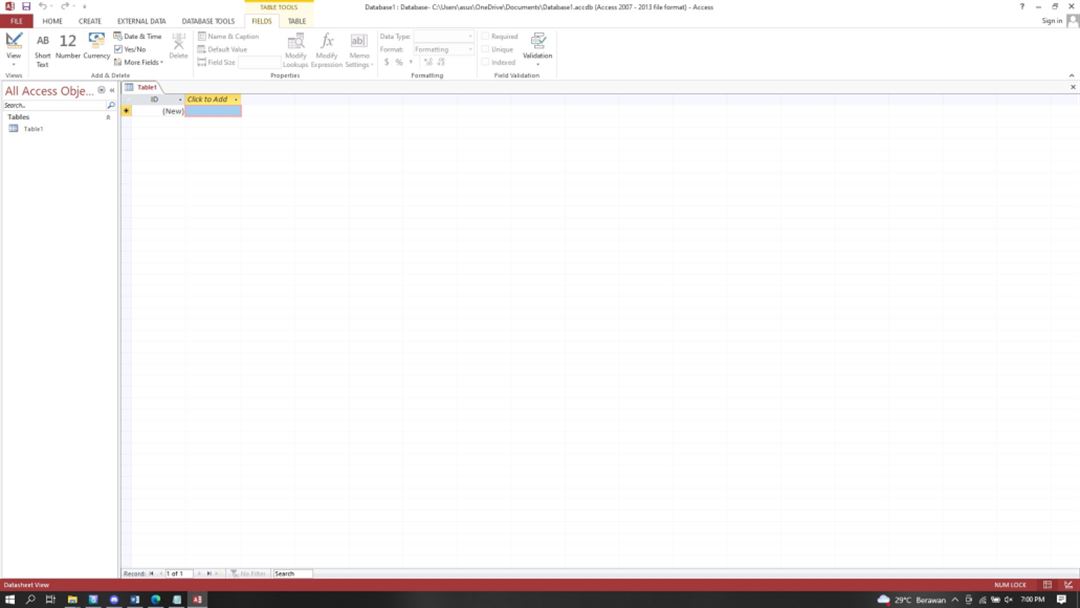 Database1 : Database- C:\Users\asus\OneDrive\Documents\Database1.accdb (Access 2007 - 2013 file format) - Access
TABLE TOOLS
FILE HOME CREATE EXTERNAL DATA DATABASE TOOLS FIELDS TABLE
Sign in
View
Views
AB Short Text
12 Number
Currency
Date & Time
Yes/No
More Fields
Delete
Add & Delete
Name & Caption
Default Value
Field Size
Modify Lookups
fx Modify Expression
ab| Memo Settings
Properties
Data Type:
Format: Formatting
$ % ,
Formatting
Required
Unique
Indexed
Validation
Field Validation
All Access Obje...
Search...
Tables
Table1
Table1
ID Click to Add
(New)
Record: 1 of 1 No Filter Search
Datasheet View
NUM LOCK
29°C Berawan
7:00 PM